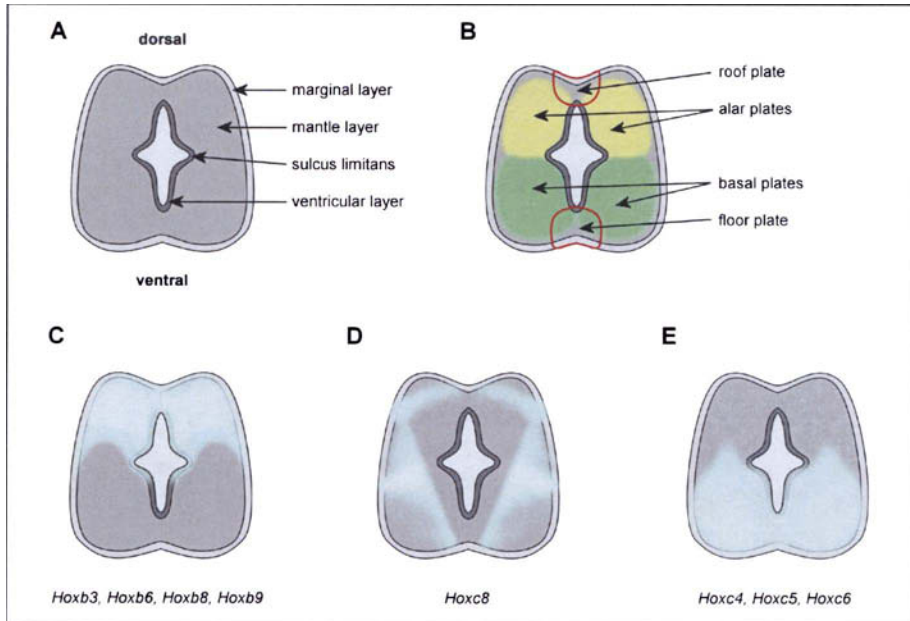 A
dorsal
marginal layer
mantle layer
sulcus limitans
ventricular layer
ventral
B
roof plate
alar plates
basal plates
floor plate
C
Hoxb3, Hoxb6, Hoxb8, Hoxb9
D
Hoxc8
E
Hoxc4, Hoxc5, Hoxc6